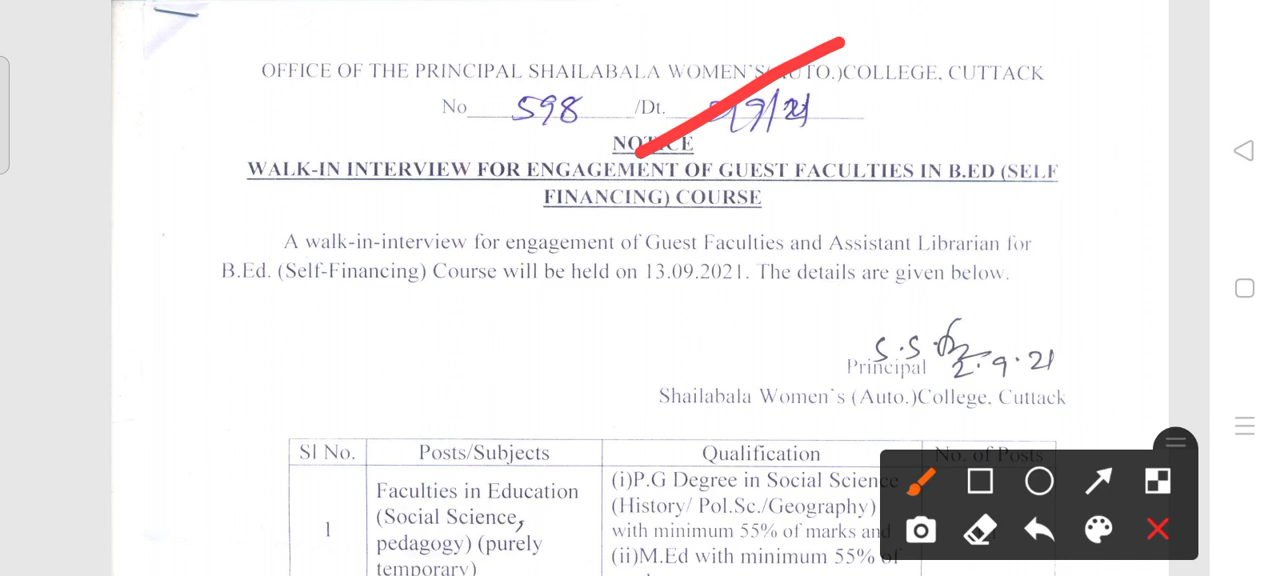 OFFICE OF THE PRINCIPAL SHAILABALA WOMEN`S(AUTO.)COLLEGE, CUTTACK
No 598 /Dt. 9/21
NOTICE
WALK-IN INTERVIEW FOR ENGAGEMENT OF GUEST FACULTIES IN B.ED (SELF
FINANCING) COURSE
A walk-in-interview for engagement of Guest Faculties and Assistant Librarian for
B.Ed. (Self-Financing) Course will be held on 13.09.2021. The details are given below.
S.S. 2.9.21
Principal
Shailabala Women`s (Auto.)College, Cuttack
Sl No. Posts/Subjects Qualification No. of Posts
1 Faculties in Education
(Social Science,
pedagogy) (purely
temporary)
(i)P.G Degree in Social Science
(History/ Pol.Sc./Geography)
with minimum 55% of marks and
(ii)M.Ed with minimum 55% of